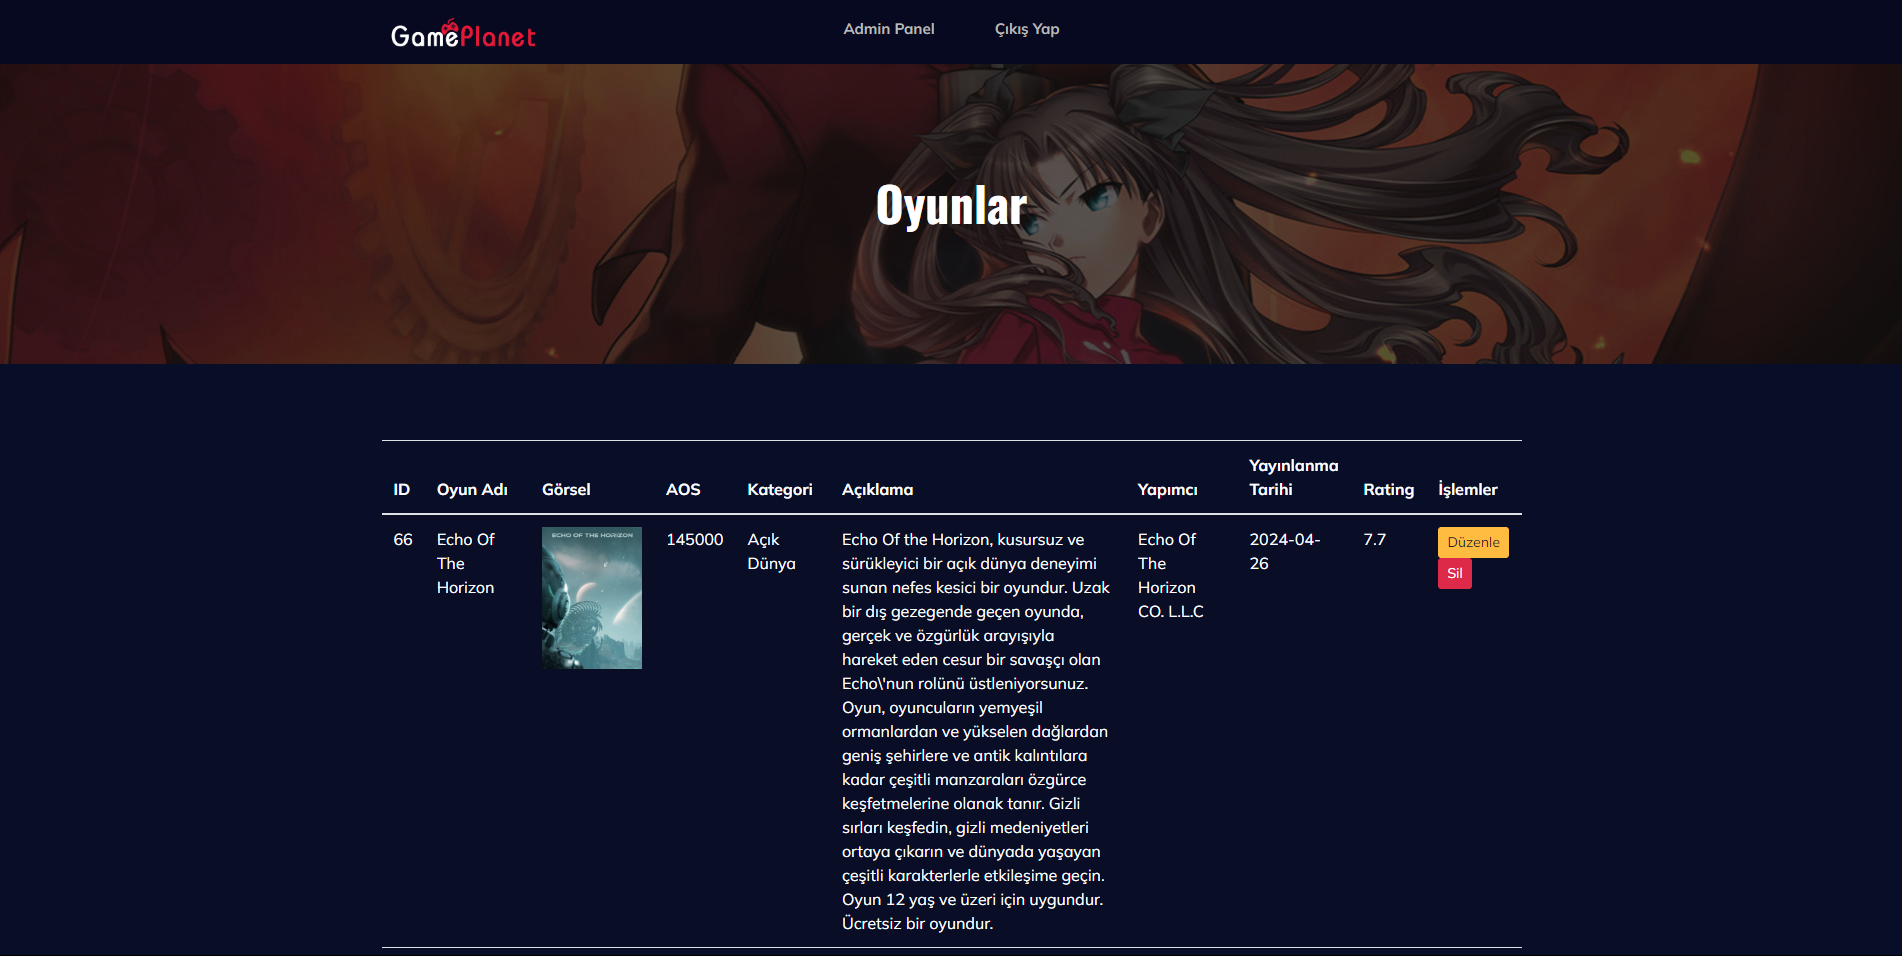 GamePlanet
Admin Panel
Çıkış Yap
Oyunlar
ID
Oyun Adı
Görsel
AOS
Kategori
Açıklama
Yapımcı
Yayınlanma
Tarihi
Rating
İşlemler
66
Echo Of
The
Horizon
ECHO OF THE HORIZON
145000
Açık
Dünya
Echo Of the Horizon, kusursuz ve
sürükleyici bir açık dünya deneyimi
sunan nefes kesici bir oyundur. Uzak
bir dış gezegende geçen oyunda,
gerçek ve özgürlük arayışıyla
hareket eden cesur bir savaşçı olan
Echo\'nun rolünü üstleniyorsunuz.
Oyun, oyuncuların yemyeşil
ormanlardan ve yükselen dağlardan
geniş şehirlere ve antik kalıntılara
kadar çeşitli manzaraları özgürce
keşfetmelerine olanak tanır. Gizli
sırları keşfedin, gizli medeniyetleri
ortaya çıkarın ve dünyada yaşayan
çeşitli karakterlerle etkileşime geçin.
Oyun 12 yaş ve üzeri için uygundur.
Ücretsiz bir oyundur.
Echo Of
The
Horizon
CO. L.L.C
2024-04-
26
7.7
Düzenle
Sil